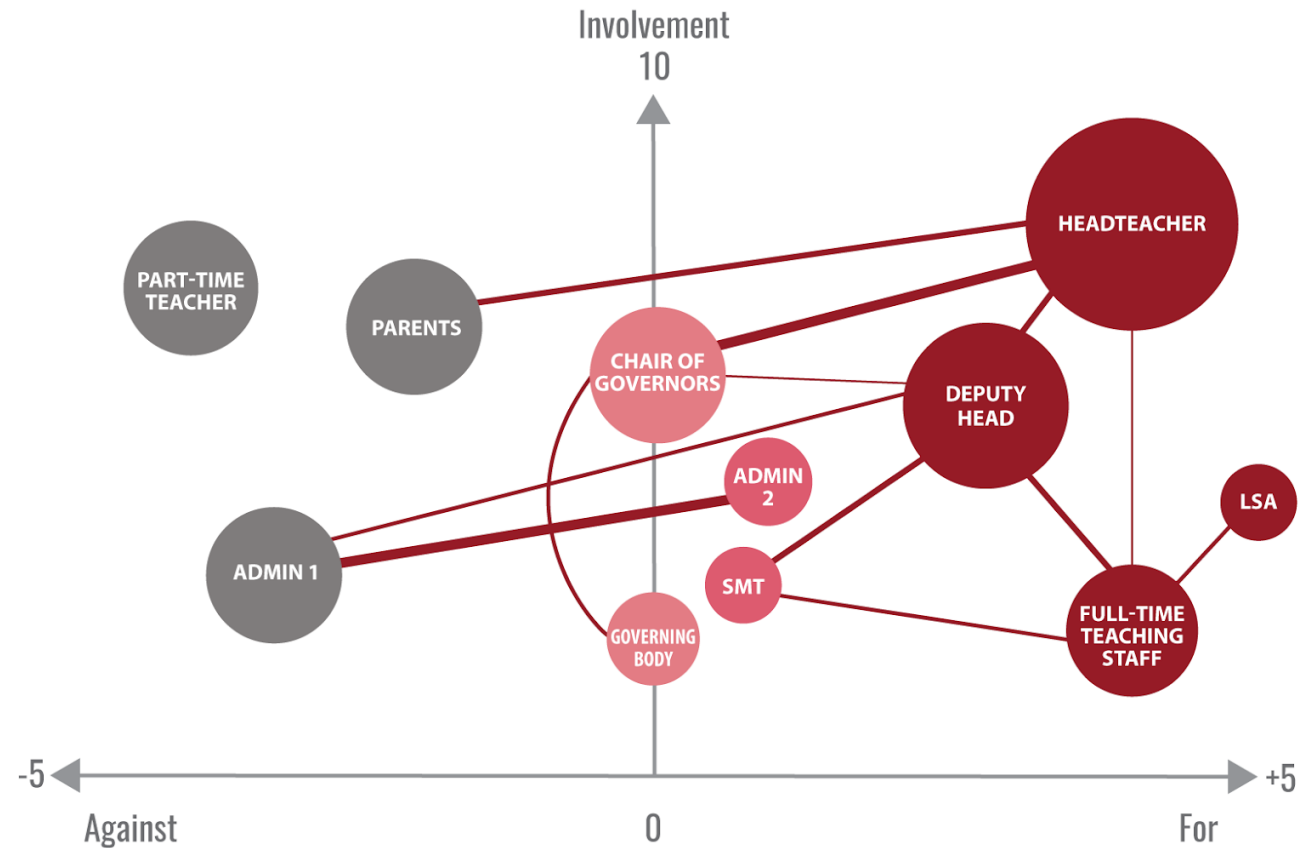 Involvement
10
HEADTEACHER
PART-TIME
TEACHER
PARENTS
CHAIR OF
GOVERNORS
DEPUTY
HEAD
ADMIN
2
LSA
ADMIN 1
SMT
FULL-TIME
TEACHING
STAFF
GOVERNING
BODY
-5
+5
Against
0
For